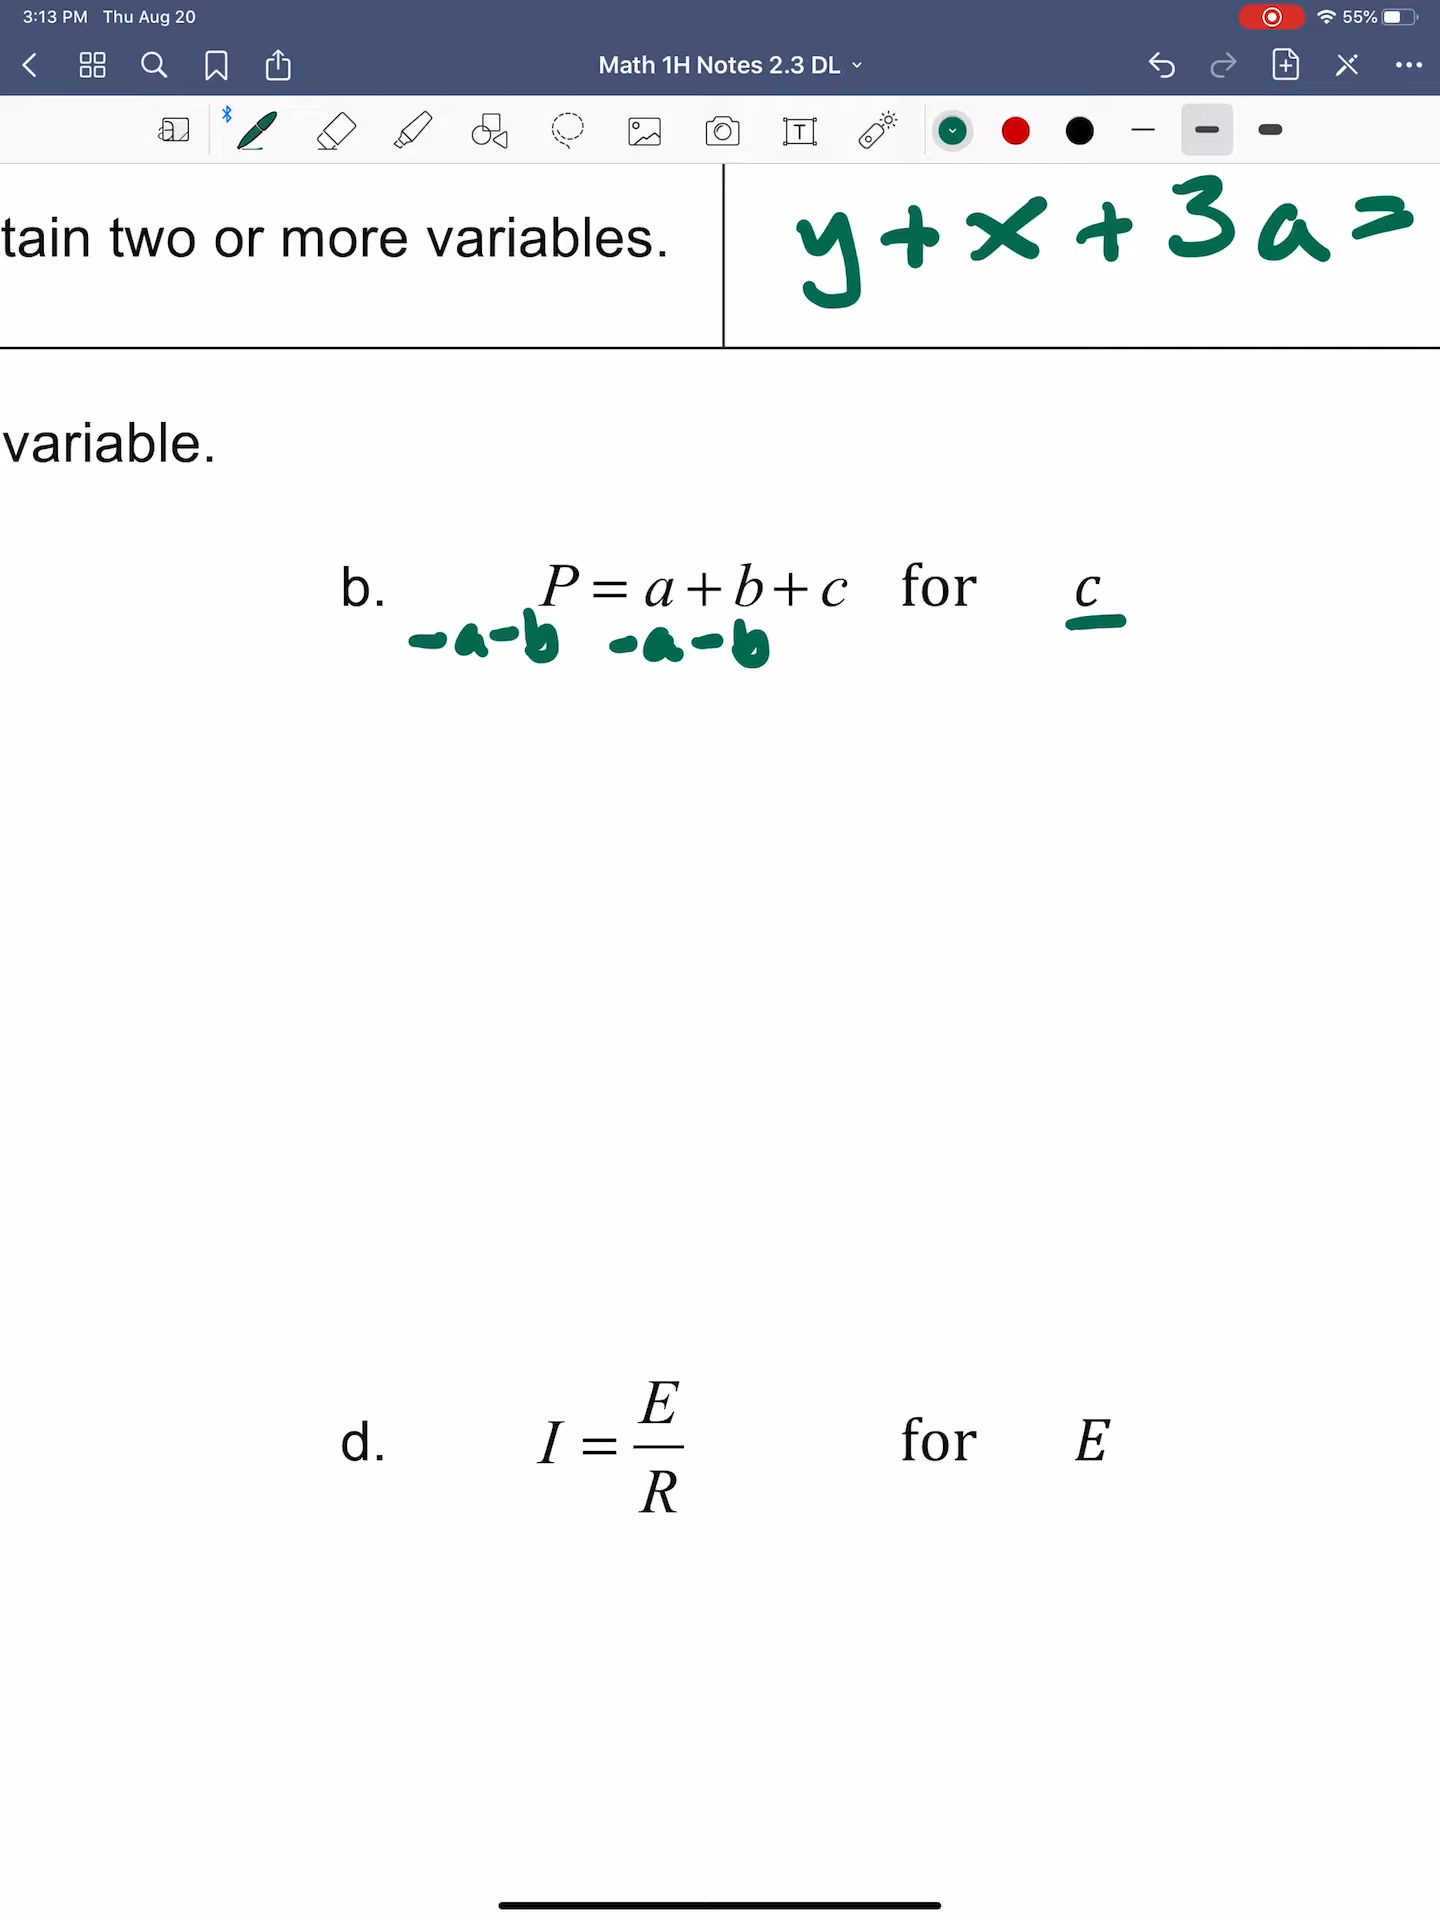 3:13 PM Thu Aug 20 55%
Math 1H Notes 2.3 DL
T
tain two or more variables.
y+x+3a=
variable.
b. P=a+b+c for c
-a-b -a-b
d. I=E/R for E